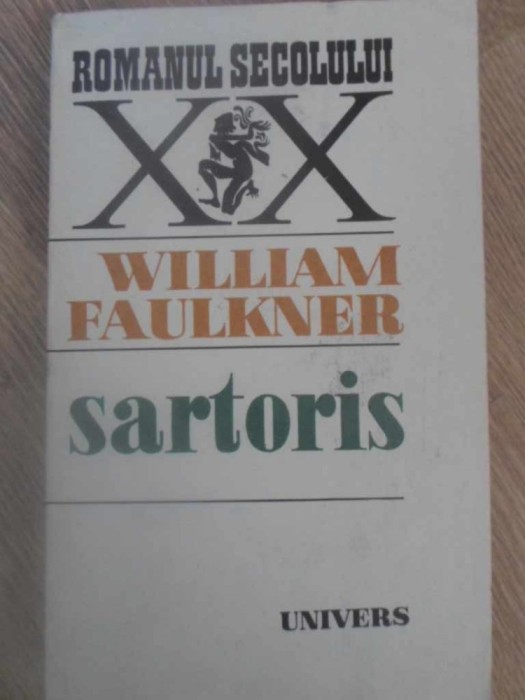 ROMANUL SECOLULUI
XX
WILLIAM
FAULKNER
sartoris
UNIVERS